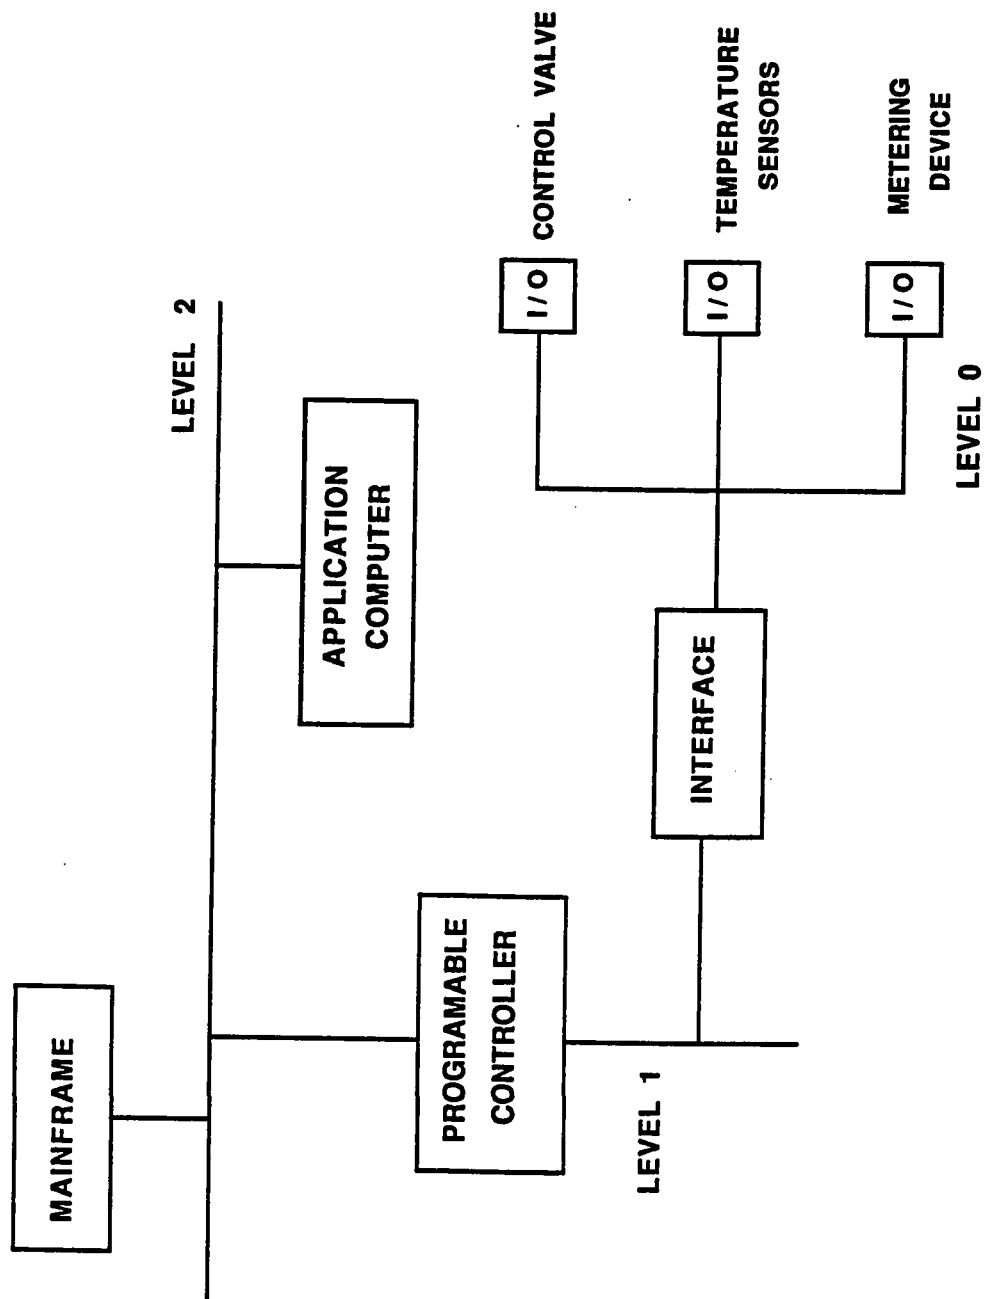 MAINFRAME
LEVEL 2
APPLICATION
COMPUTER
PROGRAMABLE
CONTROLLER
LEVEL 1
INTERFACE
I/O
CONTROL VALVE
I/O
TEMPERATURE
SENSORS
I/O
METERING
DEVICE
LEVEL 0